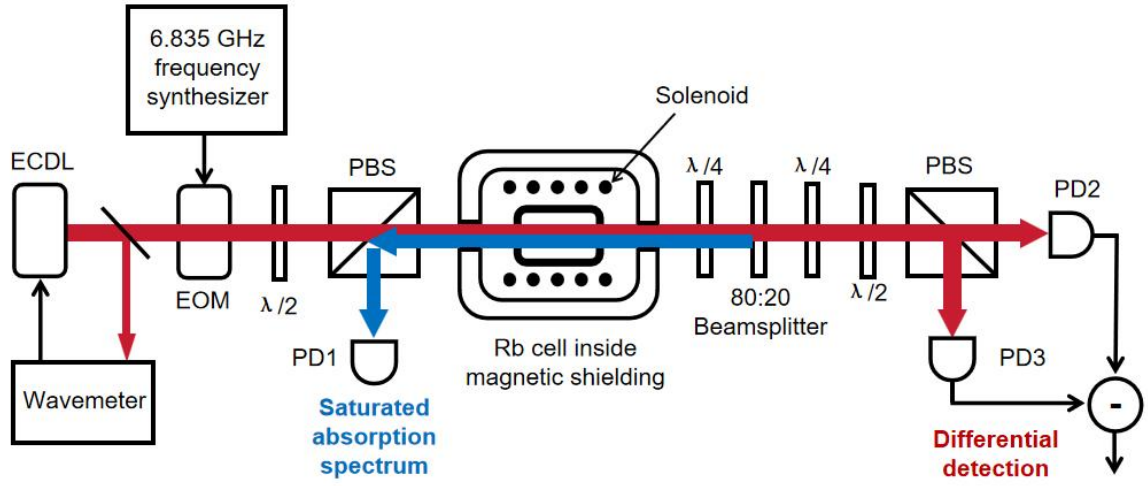 6.835 GHz
frequency
synthesizer
Solenoid
ECDL
PBS
λ/4
λ/4
PBS
PD2
EOM
λ/2
80:20
Beamsplitter
λ/2
PD1
Rb cell inside
magnetic shielding
PD3
Wavemeter
Saturated
absorption
spectrum
-
Differential
detection